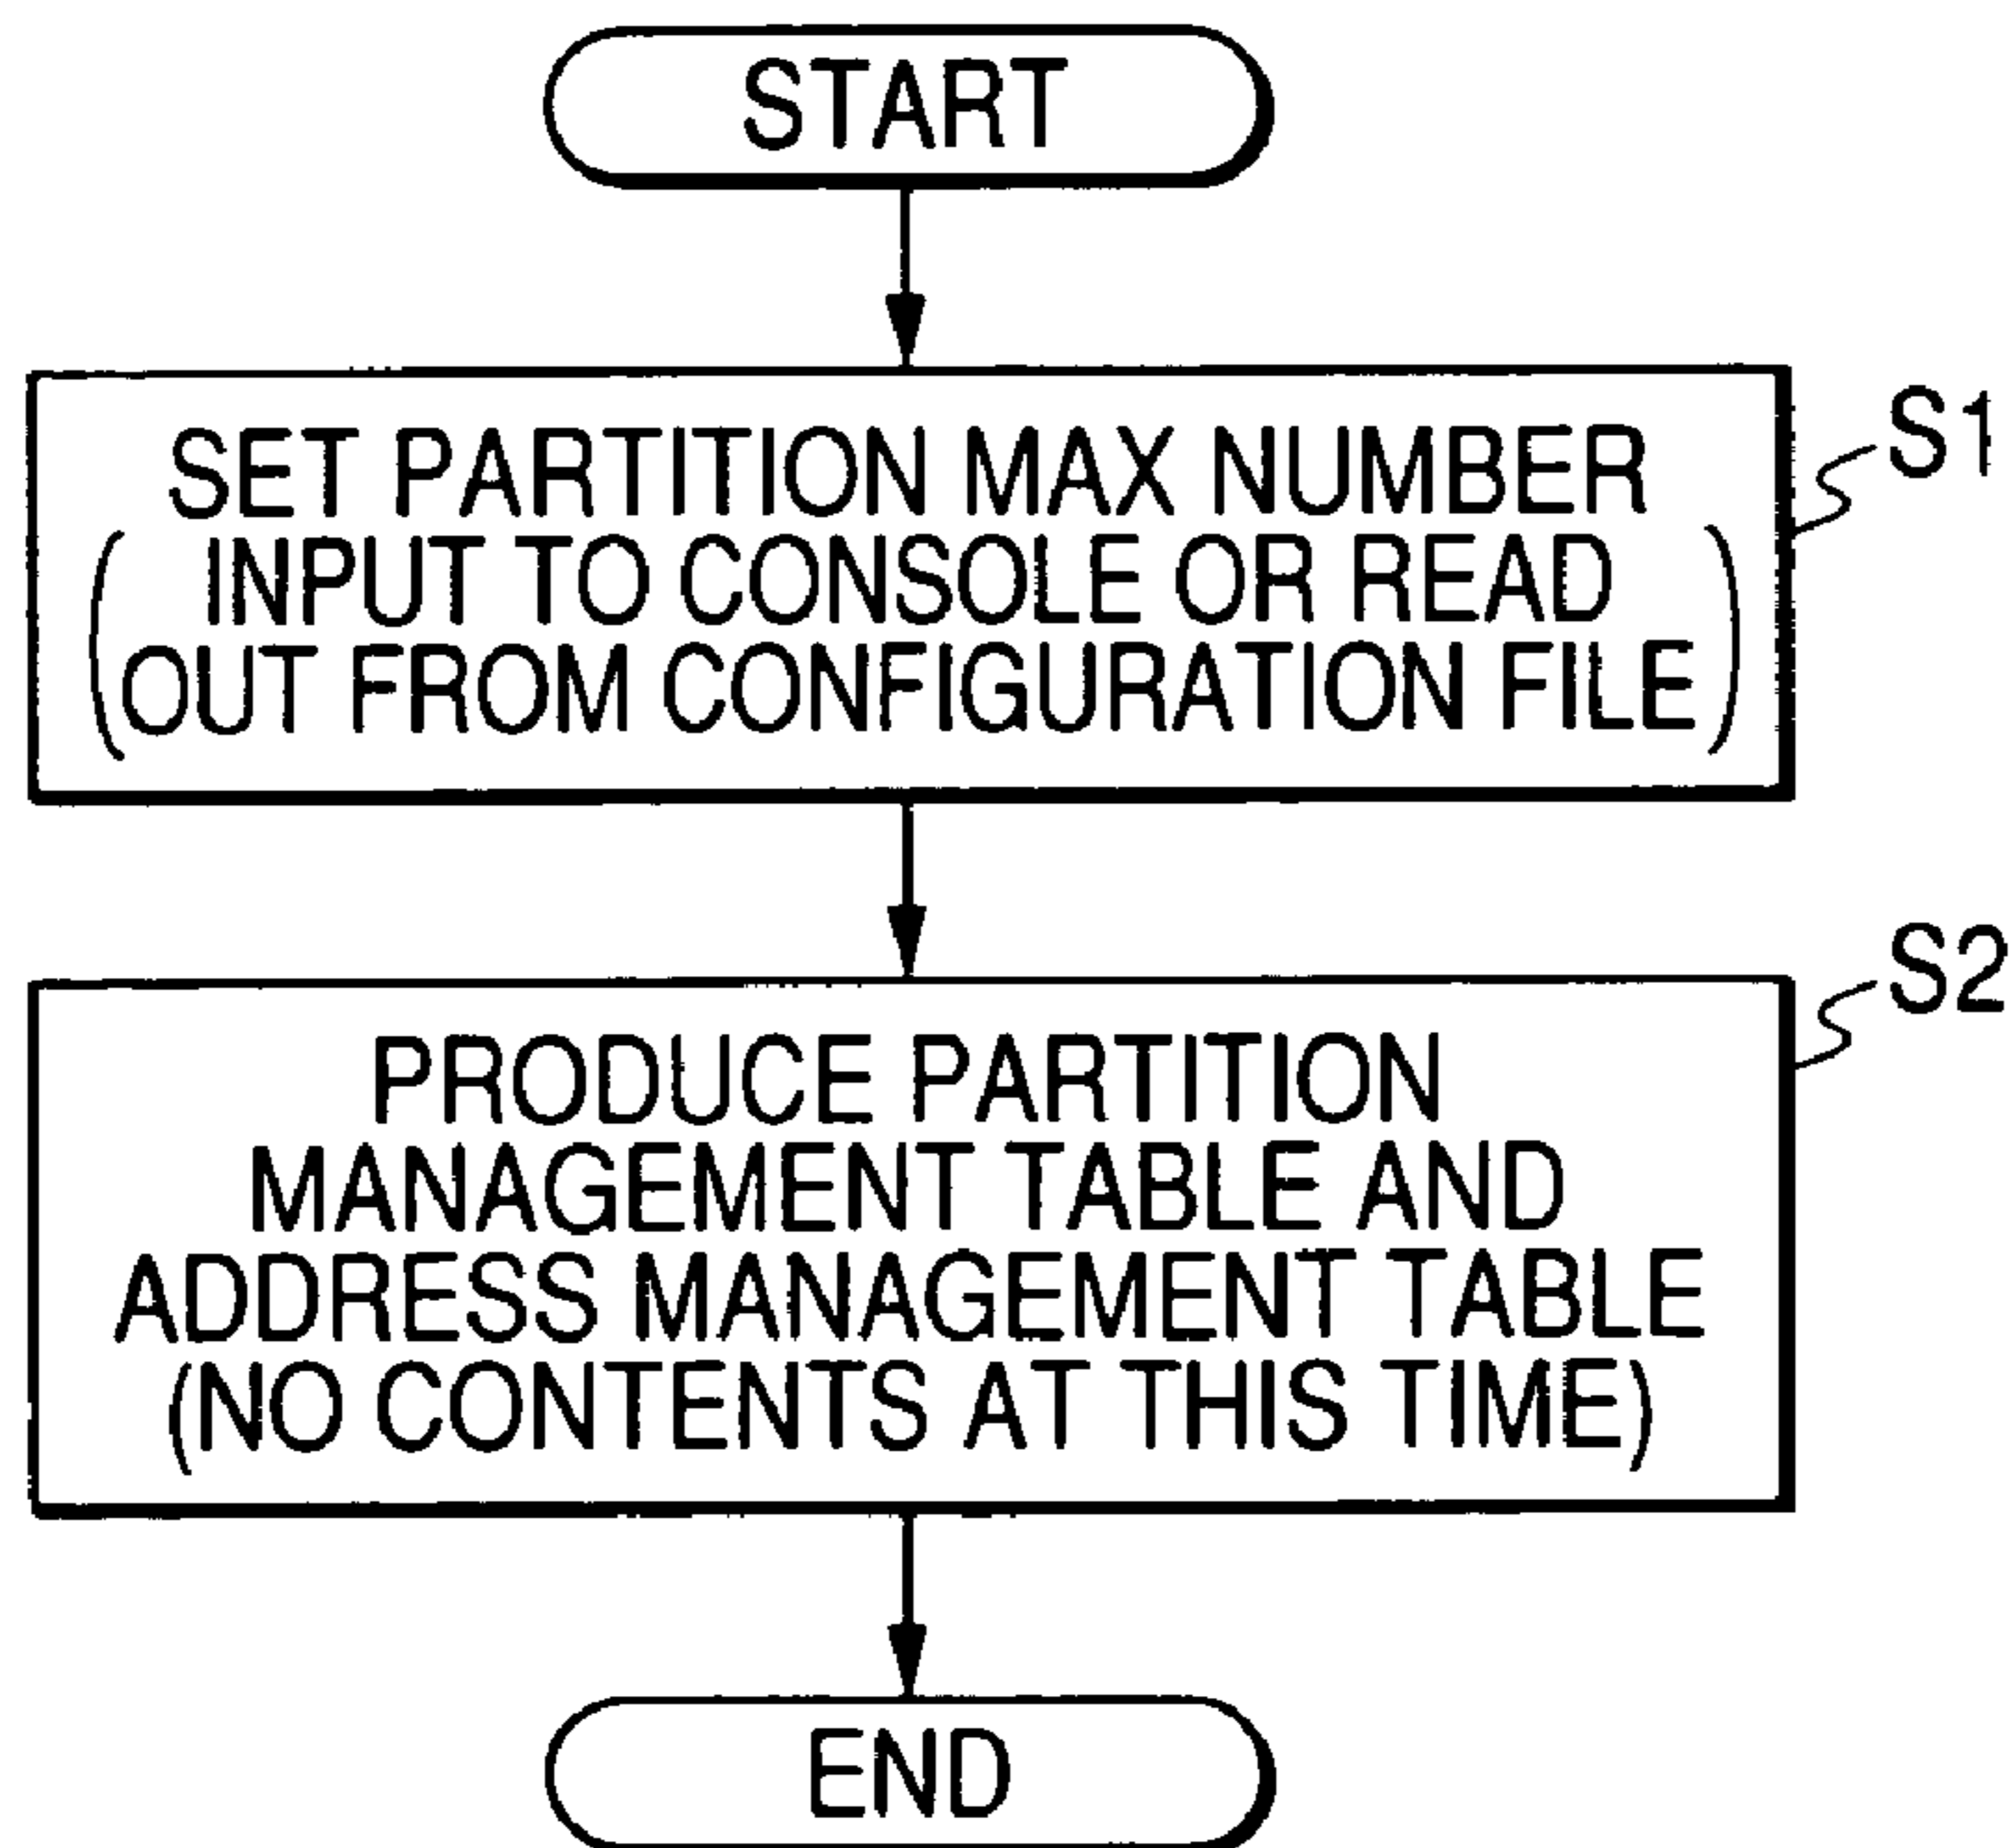 START
SET PARTITION MAX NUMBER
(INPUT TO CONSOLE OR READ
OUT FROM CONFIGURATION FILE)
S1
PRODUCE PARTITION
MANAGEMENT TABLE AND
ADDRESS MANAGEMENT TABLE
(NO CONTENTS AT THIS TIME)
S2
END